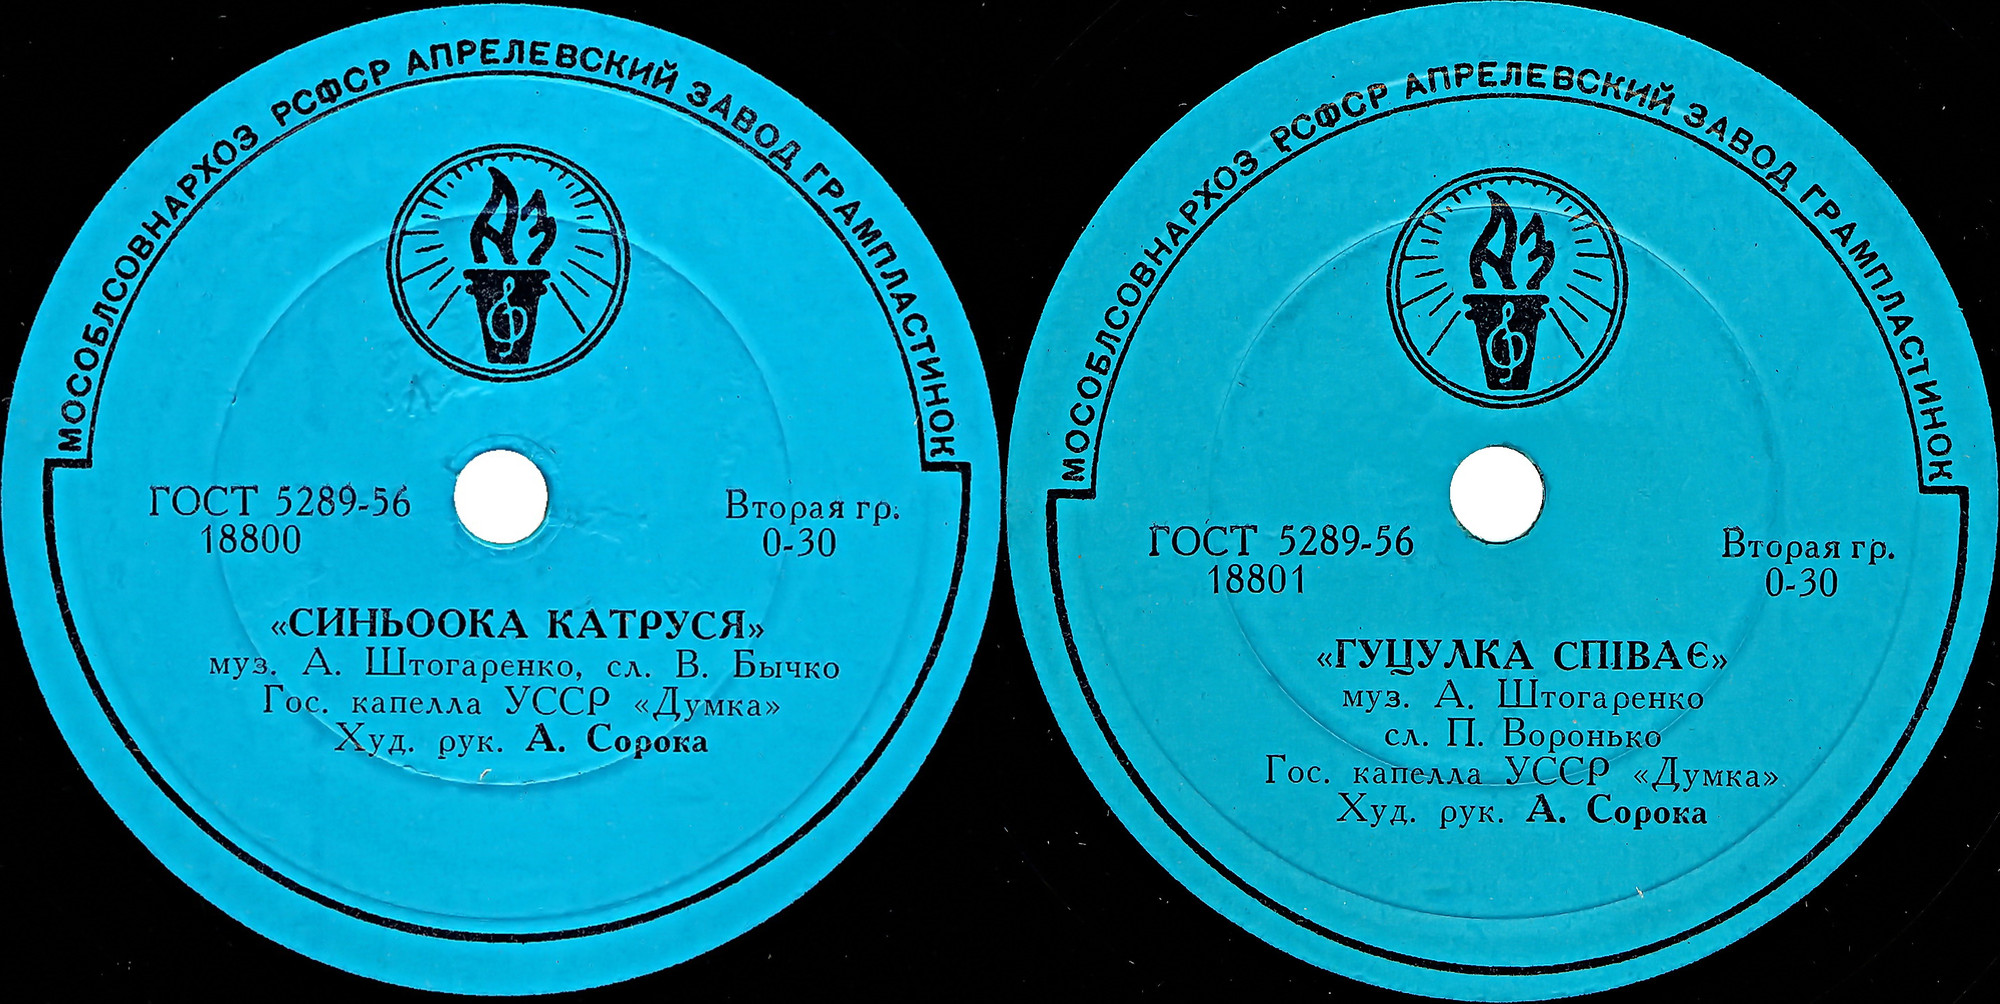 МОСОБЛСОВНАРХОЗ РСФСР АПРЕЛЕВСКИЙ ЗАВОД ГРАМПЛАСТИНОК
АЗ
ГОСТ 5289-56
18800
Вторая гр.
0-30
«СИНЬООКА КАТРУСЯ»
муз. А. Штогаренко, сл. В. Бычко
Гос. капелла УССР «Думка»
Худ. рук. А. Сорока
МОСОБЛСОВНАРХОЗ РСФСР АПРЕЛЕВСКИЙ ЗАВОД ГРАМПЛАСТИНОК
АЗ
ГОСТ 5289-56
18801
Вторая гр.
0-30
«ГУЦУЛКА СПІВАЄ»
муз. А. Штогаренко
сл. П. Воронько
Гос. капелла УССР «Думка»
Худ. рук. А. Сорока